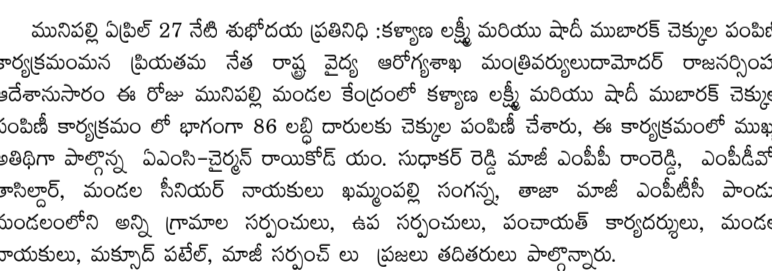 మునిపల్లి ఏప్రిల్ 27 నేటి శుభోదయ ప్రతినిధి :కళ్యాణ లక్ష్మీ మరియు షాదీ ముబారక్ చెక్కుల పంపిణీ
కార్యక్రమంమన ప్రియతమ నేత రాష్ట్ర వైద్య ఆరోగ్యశాఖ మంత్రివర్యులుదామోదర్ రాజనర్సింహ
ఆదేశానుసారం ఈ రోజు మునిపల్లి మండల కేంద్రంలో కళ్యాణ లక్ష్మీ మరియు షాదీ ముబారక్ చెక్కుల
పంపిణీ కార్యక్రమం లో భాగంగా 86 లబ్ధి దారులకు చెక్కుల పంపిణీ చేశారు, ఈ కార్యక్రమంలో ముఖ్య
అతిథిగా పాల్గొన్న ఏఎంసి-చైర్మన్ రాయికోడ్ యం. సుధాకర్ రెడ్డి మాజీ ఎంపీపీ రాంరెడ్డి, ఎంపీడీవో
తాసిల్దార్, మండల సీనియర్ నాయకులు ఖమ్మంపల్లి సంగన్న, తాజా మాజీ ఎంపీటీసీ పాండు
మండలంలోని అన్ని గ్రామాల సర్పంచులు, ఉప సర్పంచులు, పంచాయత్ కార్యదర్శులు, మండల
నాయకులు, మక్సూద్ పటేల్, మాజీ సర్పంచ్ లు ప్రజలు తదితరులు పాల్గొన్నారు.